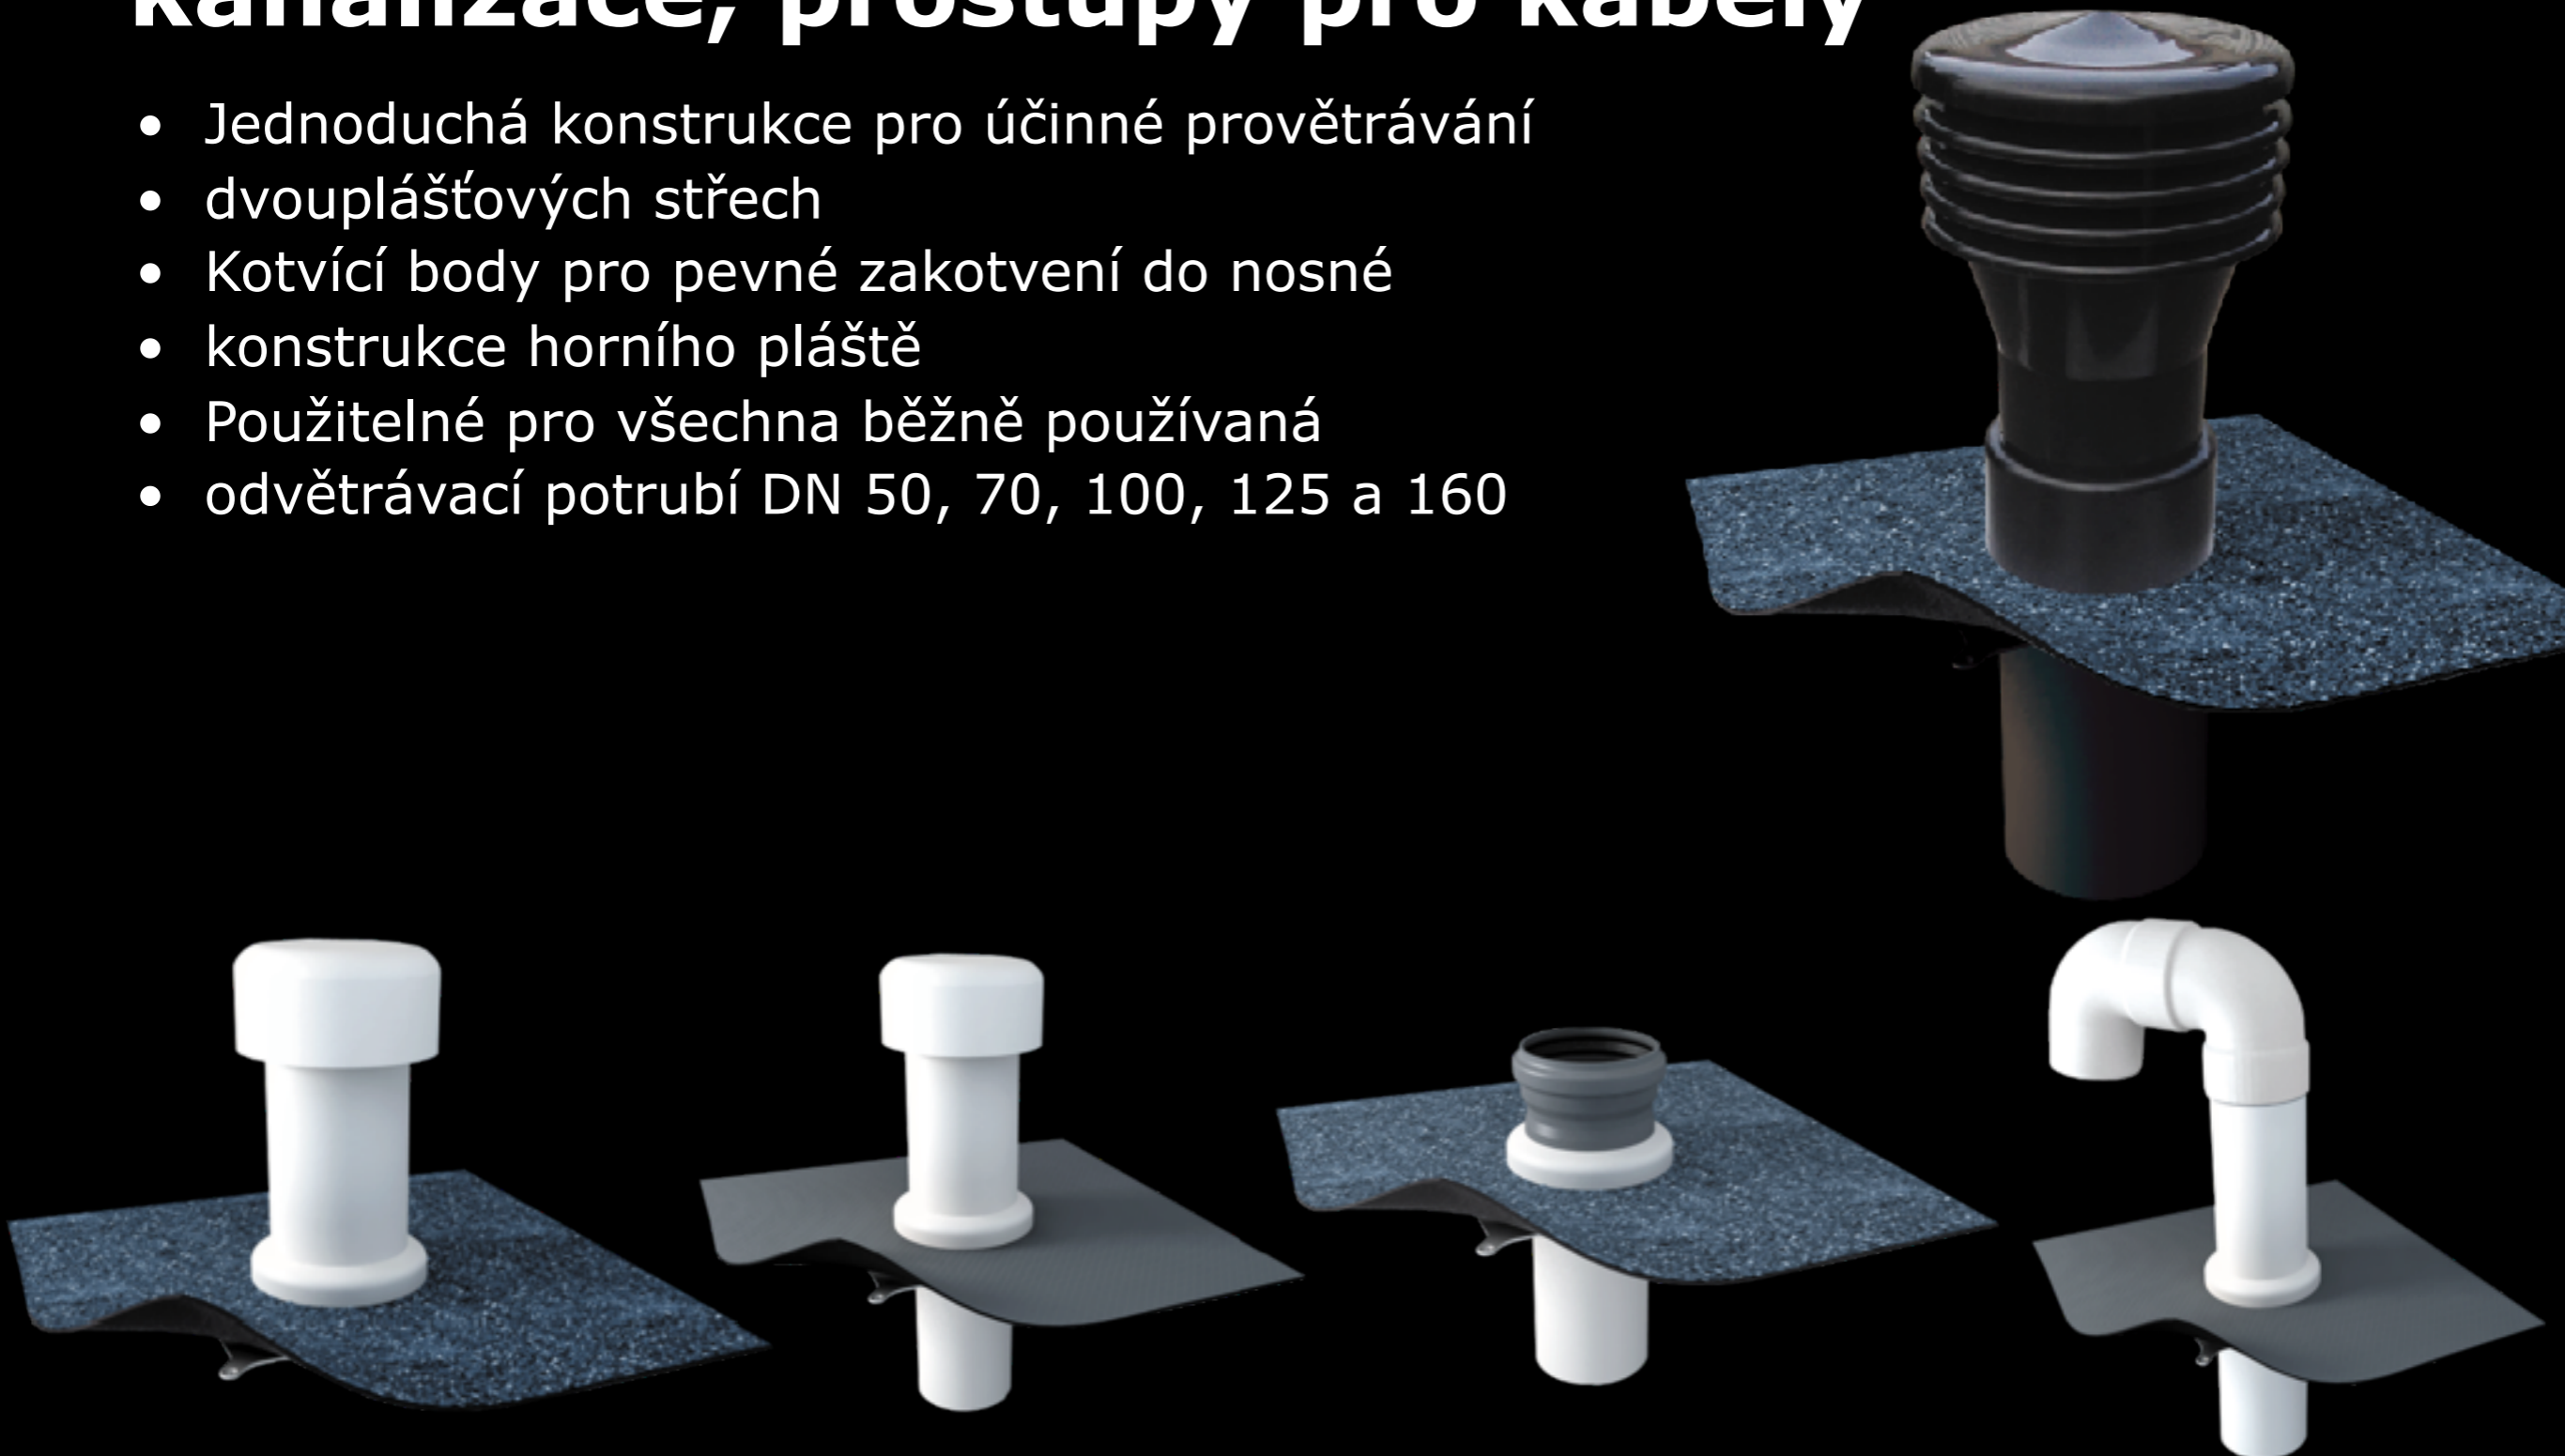 kanalizace, prostupy pro kabely
• Jednoduchá konstrukce pro účinné provětrávání
• dvouplášťových střech
• Kotvící body pro pevné zakotvení do nosné
• konstrukce horního pláště
• Použitelné pro všechna běžně používaná
• odvětrávací potrubí DN 50, 70, 100, 125 a 160